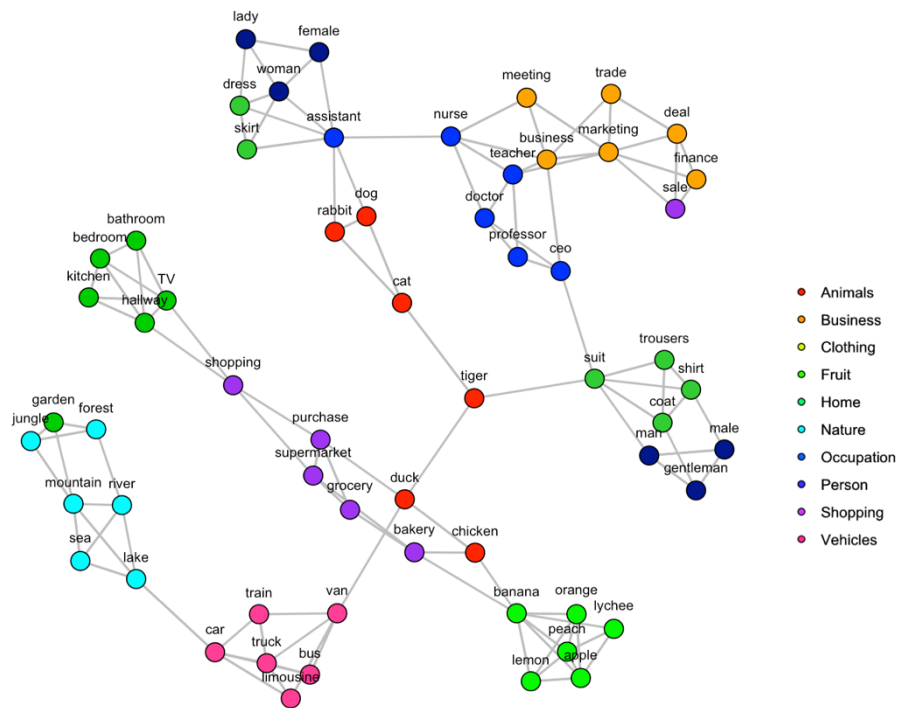 lady
female
woman
dress
skirt
assistant
meeting
trade
nurse
business
marketing
deal
teacher
finance
sale
doctor
professor
ceo
dog
rabbit
cat
bathroom
bedroom
kitchen
TV
hallway
shopping
tiger
suit
trousers
shirt
coat
man
male
gentleman
garden
jungle
forest
mountain
river
sea
lake
purchase
supermarket
grocery
duck
bakery
chicken
train
van
car
truck
bus
limousine
banana
orange
lychee
peach
lemon
apple
Animals
Business
Clothing
Fruit
Home
Nature
Occupation
Person
Shopping
Vehicles